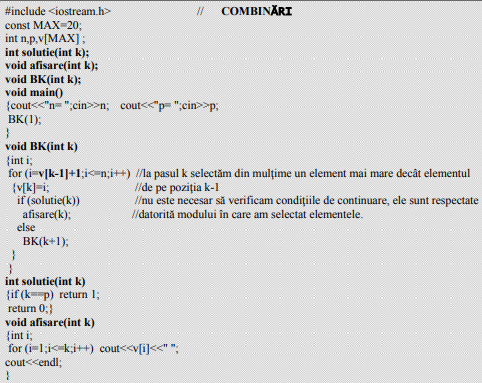 #include <iostream.h> // COMBINĂRI
const MAX=20;
int n,p,v[MAX] ;
int solutie(int k);
void afisare(int k);
void BK(int k);
void main()
{cout<<"n= ";cin>>n; cout<<"p= ";cin>>p;
BK(1);
}
void BK(int k)
{int i;
for (i=v[k-1]+1;i<=n;i++) //la pasul k selectăm din mulţime un element mai mare decât elementul
{v[k]=i; //de pe poziţia k-1
if (solutie(k)) //nu este necesar să verificam condiţiile de continuare, ele sunt respectate
afisare(k); //datorită modului în care am selectat elementele.
else
BK(k+1);
}
}
int solutie(int k)
{if (k==p) return 1;
return 0;}
void afisare(int k)
{int i;
for (i=1;i<=k;i++) cout<<v[i]<<" ";
cout<<endl;
}